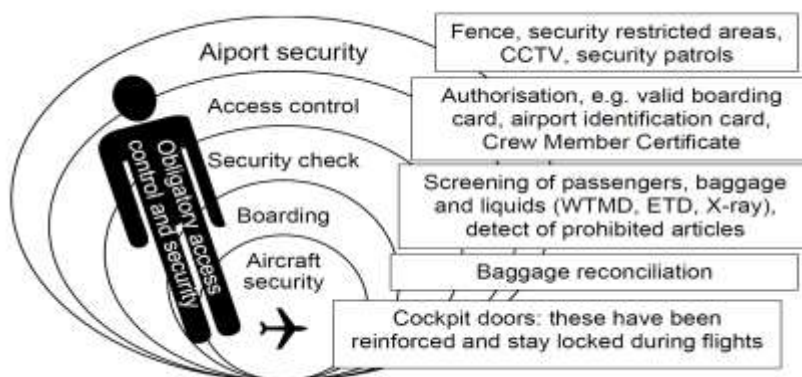 Aiport security
Access control
Security check
Boarding
Aircraft
security
Obligatory access
control and security
Fence, security restricted areas,
CCTV, security patrols
Authorisation, e.g. valid boarding
card, airport identification card,
Crew Member Certificate
Screening of passengers, baggage
and liquids (WTMD, ETD, X-ray),
detect of prohibited articles
Baggage reconciliation
Cockpit doors: these have been
reinforced and stay locked during flights